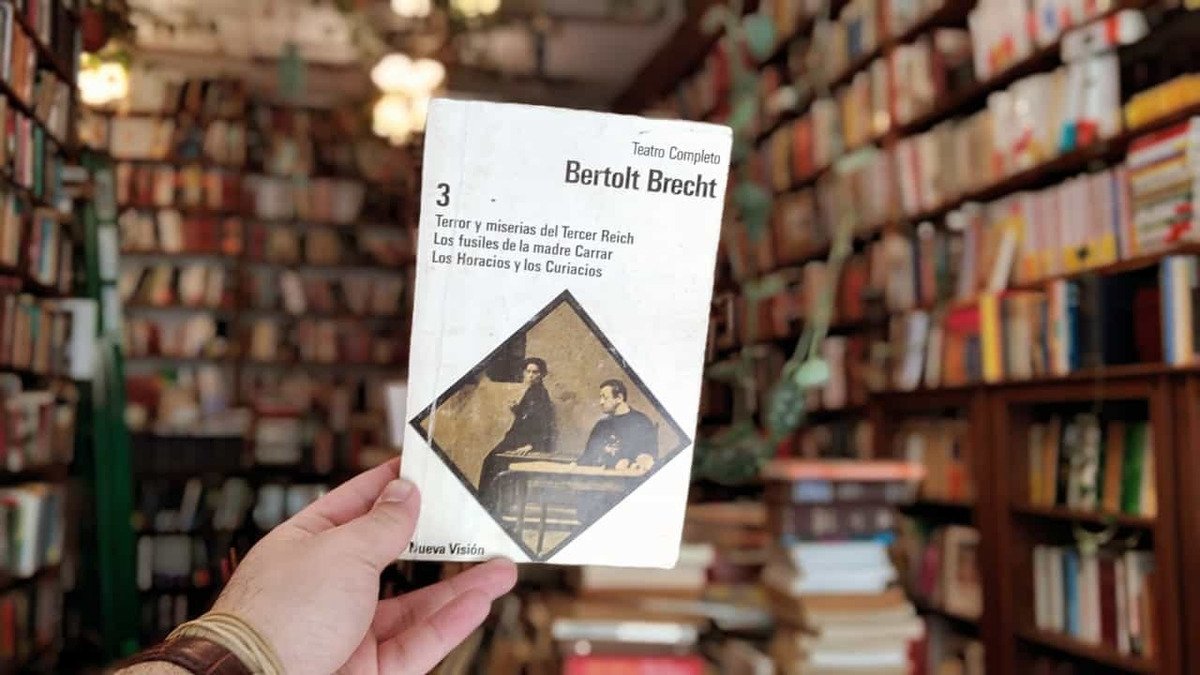 Teatro Completo
Bertolt Brecht
3
Terror y miserias del Tercer Reich
Los fusiles de la madre Carrar
Los Horacios y los Curiacios
Nueva Visión